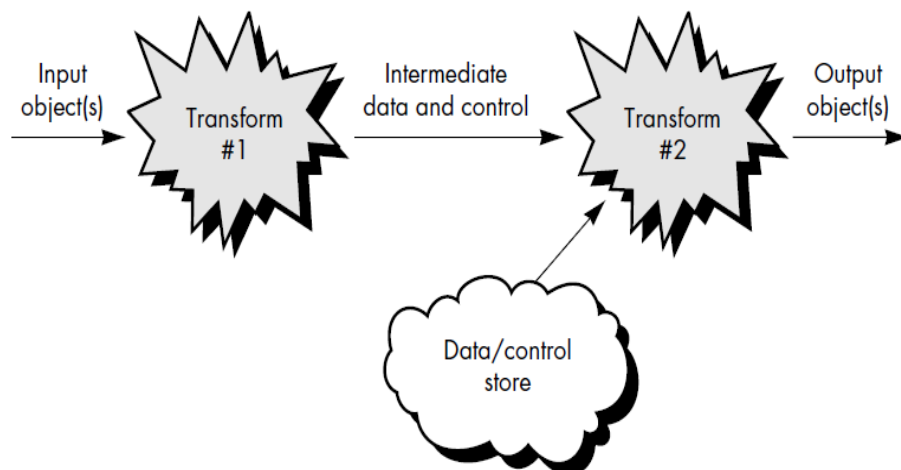 Input
object(s)
Transform
#1
Intermediate
data and control
Transform
#2
Output
object(s)
Data/control
store